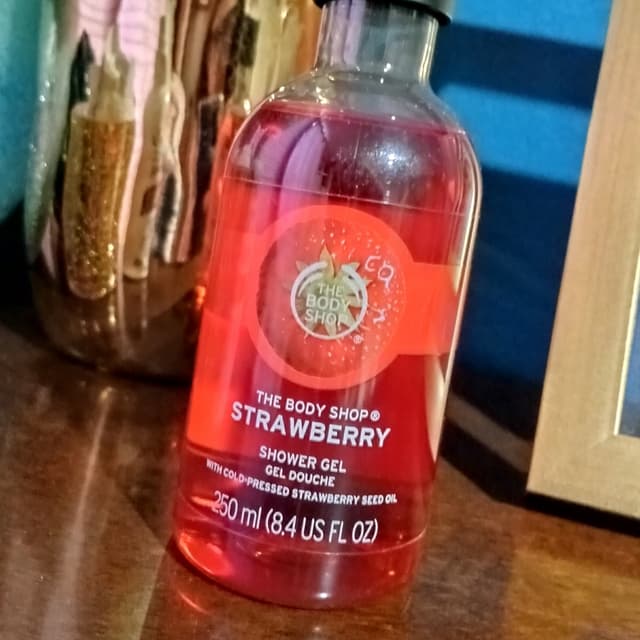 THE
BODY
SHOP®
THE BODY SHOP®
STRAWBERRY
SHOWER GEL
GEL DOUCHE
WITH COLD-PRESSED STRAWBERRY SEED OIL
250 ml (8.4 US FL OZ)